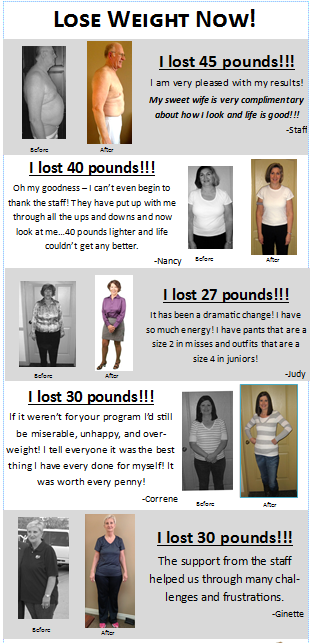 LOSE WEIGHT NOW!
I lost 45 pounds!!!
I am very pleased with my results!
My sweet wife is very complimentary
about how I look and life is good!!!
-Staff
Before
After
I lost 40 pounds!!!
Oh my goodness – I can't even begin to
thank the staff! They have put up with me
through all the ups and downs and now
look at me…40 pounds lighter and life
couldn't get any better.
-Nancy
Before
After
I lost 27 pounds!!!
It has been a dramatic change! I have
so much energy! I have pants that are a
size 2 in misses and outfits that are a
size 4 in juniors!
-Judy
Before
After
I lost 30 pounds!!!
If it weren't for your program I'd still
be miserable, unhappy, and over-
weight! I tell everyone it was the best
thing I have every done for myself! It
was worth every penny!
-Correne
Before
After
I lost 30 pounds!!!
The support from the staff
helped us through many chal-
lenges and frustrations.
-Ginette
Before
After